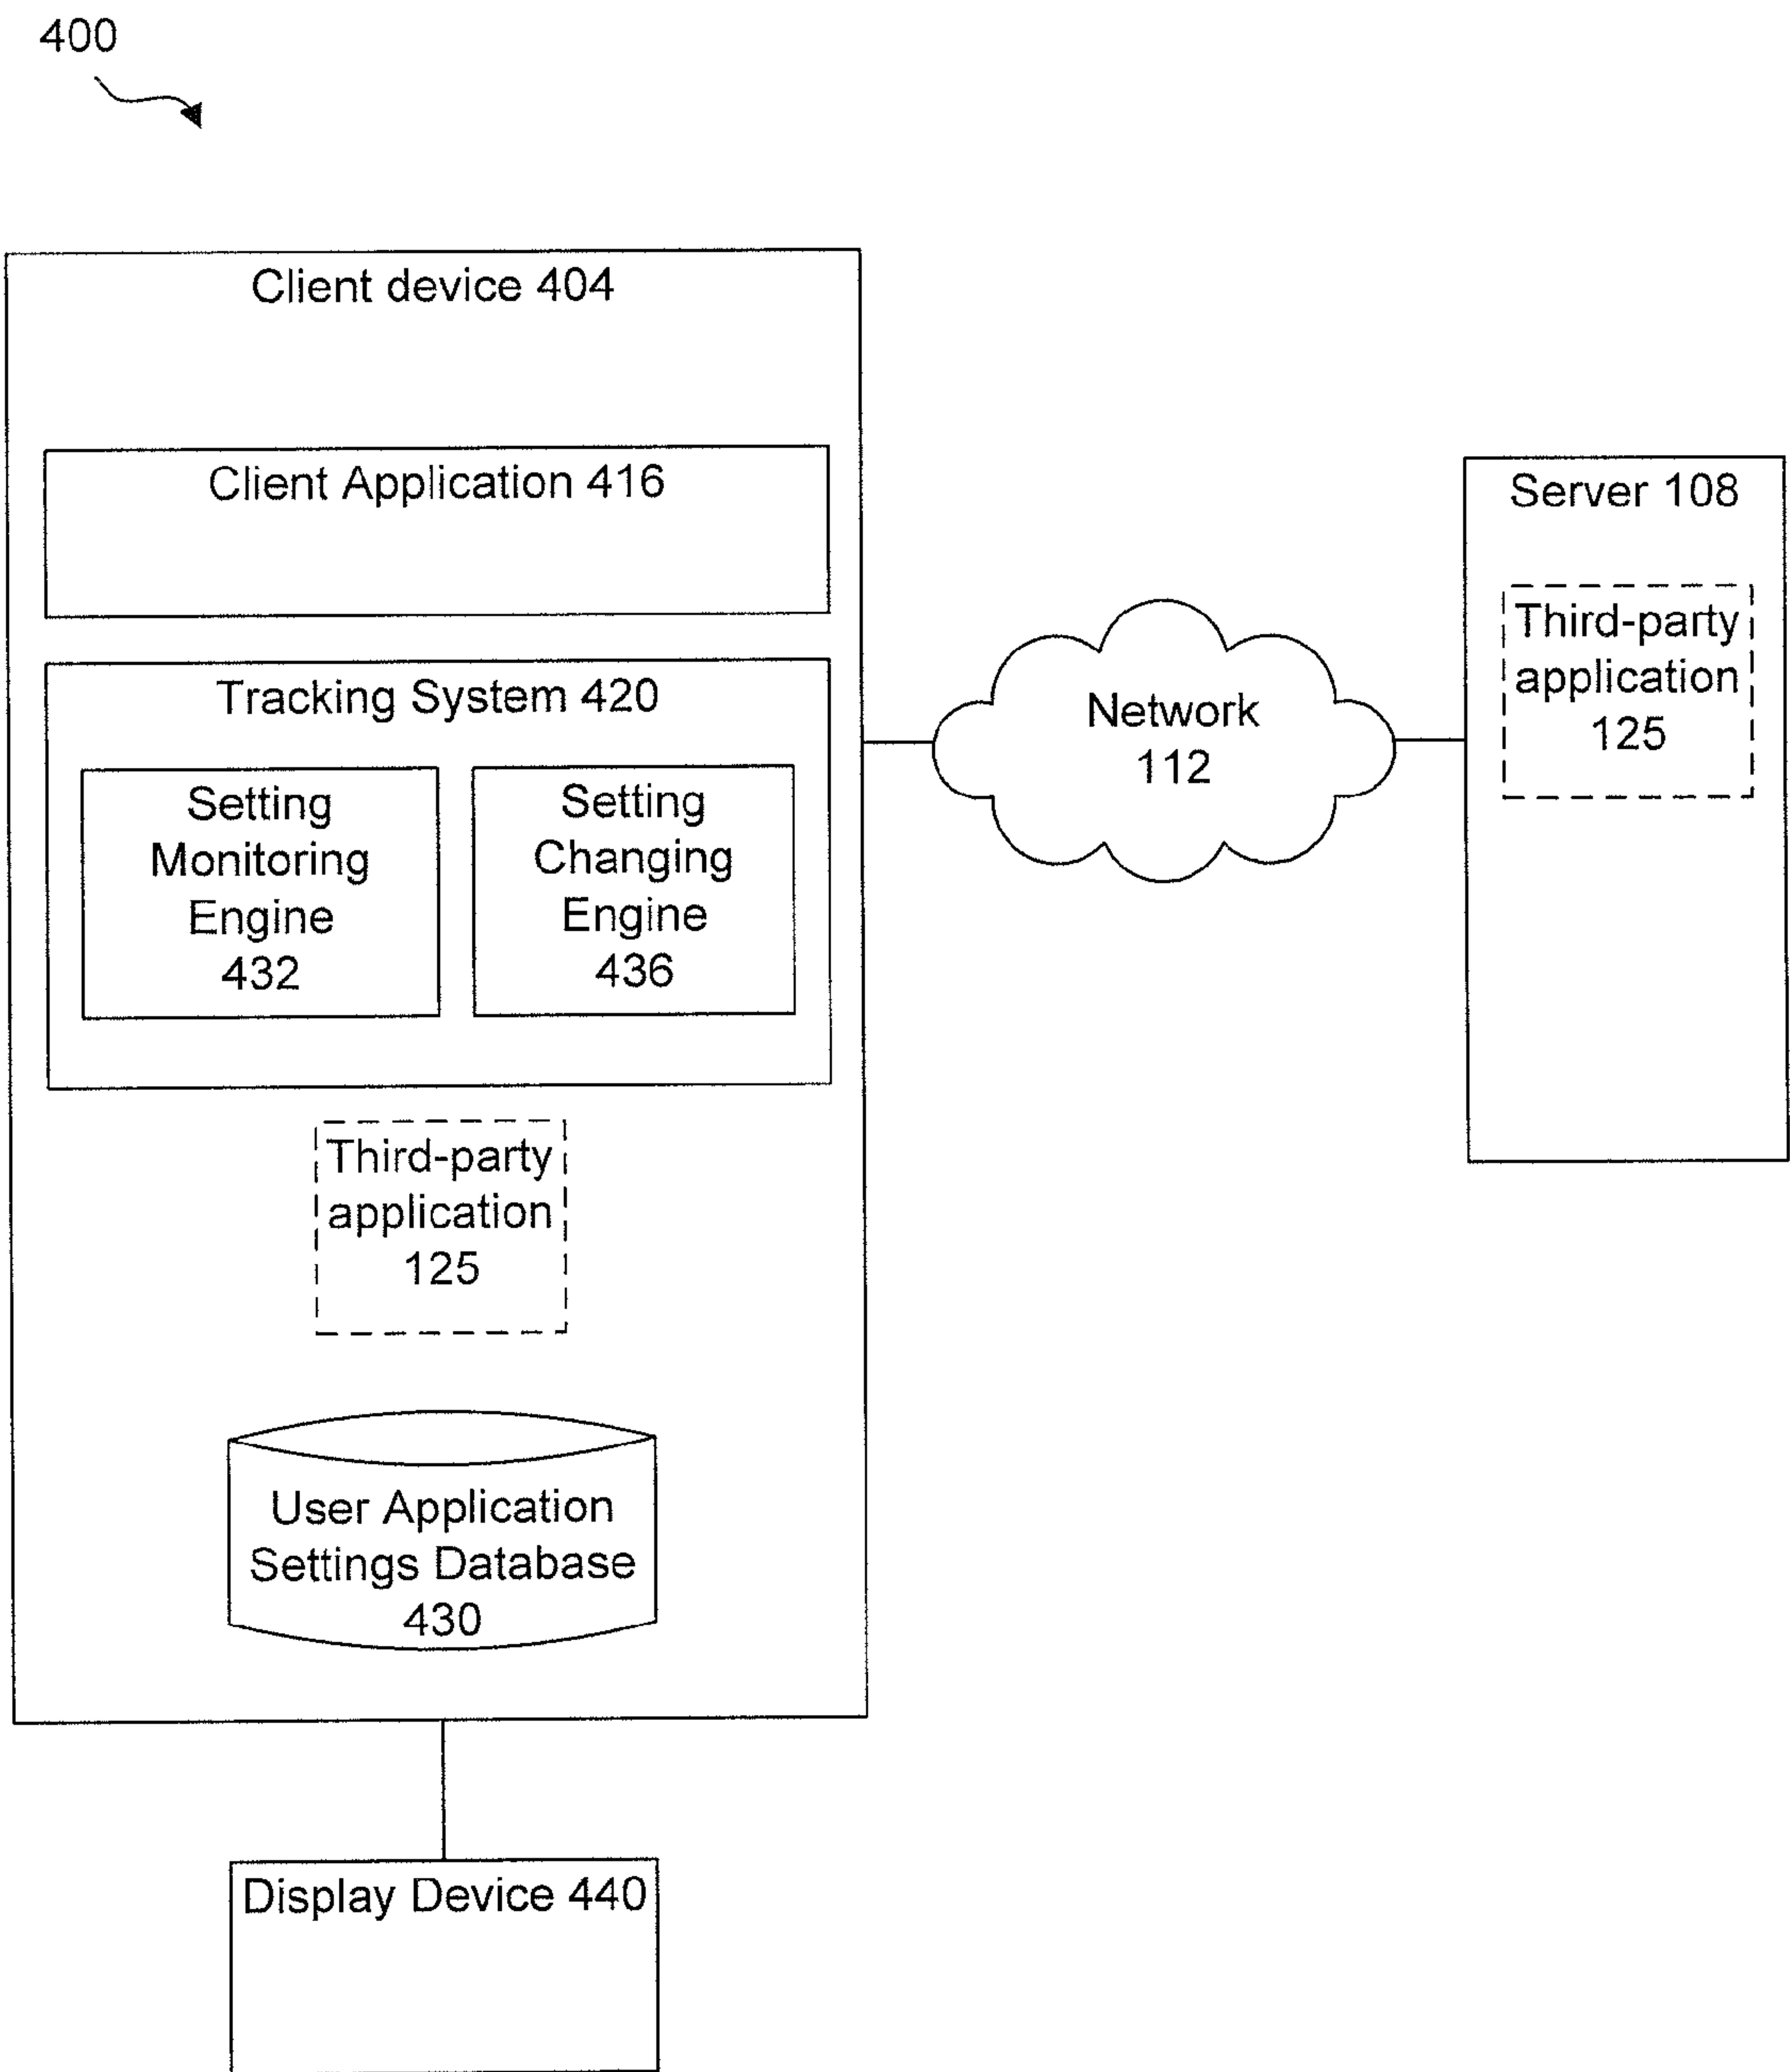 400
Client device 404
Client Application 416
Tracking System 420
Setting
Monitoring
Engine
432
Setting
Changing
Engine
436
Third-party
application
125
User Application
Settings Database
430
Display Device 440
Network
112
Server 108
Third-party
application
125